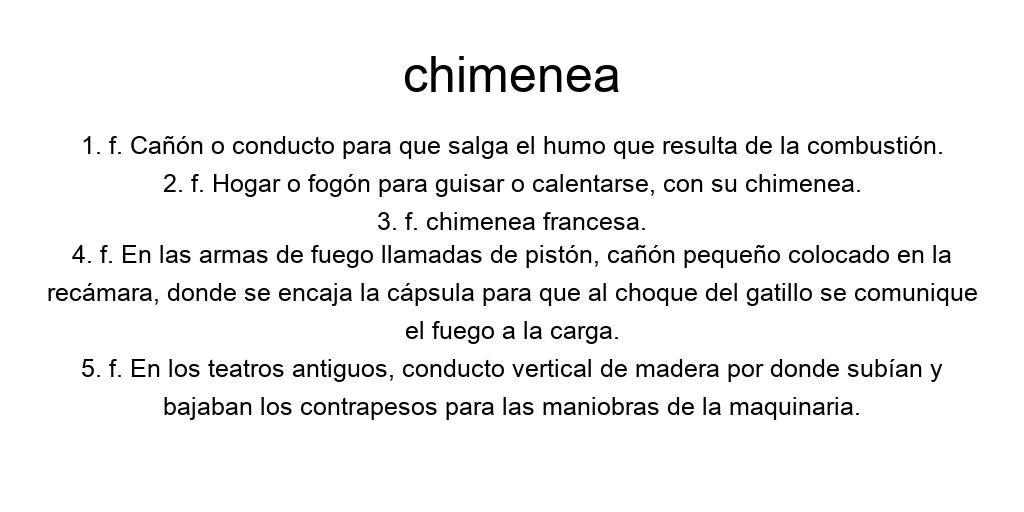 chimenea
1. f. Cañón o conducto para que salga el humo que resulta de la combustión.
2. f. Hogar o fogón para guisar o calentarse, con su chimenea.
3. f. chimenea francesa.
4. f. En las armas de fuego llamadas de pistón, cañón pequeño colocado en la
recámara, donde se encaja la cápsula para que al choque del gatillo se comunique
el fuego a la carga.
5. f. En los teatros antiguos, conducto vertical de madera por donde subían y
bajaban los contrapesos para las maniobras de la maquinaria.